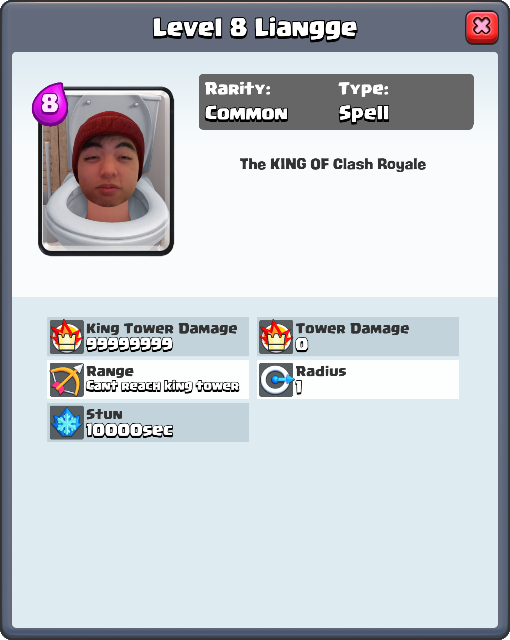 Level 8 Liangge
8
Rarity:
Common
Type:
Spell
The KING OF Clash Royale
King Tower Damage
99999999
Tower Damage
0
Range
Cant reach king tower
Radius
1
Stun
10000sec